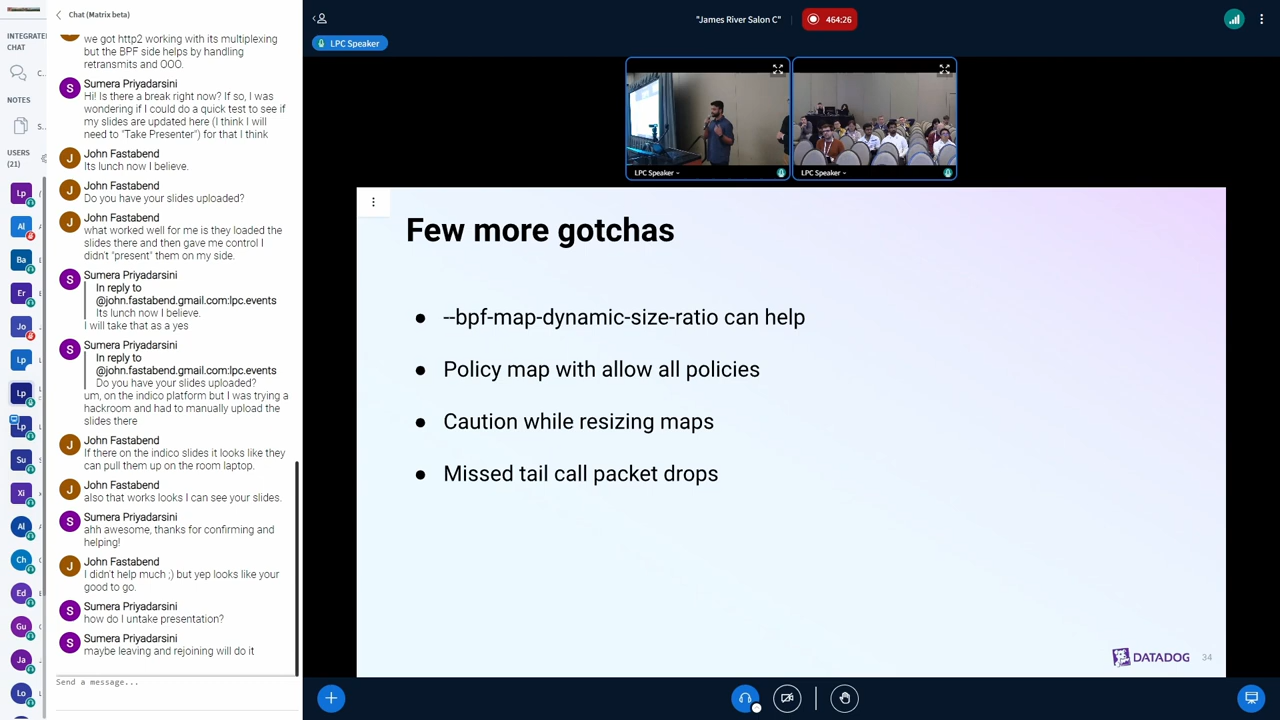 Chat (Matrix beta)
INTEGRATED
CHAT
C..
NOTES
S..
USERS
(21)
we got http2 working with its multiplexing
but the BPF side helps by handling
retransmits and OOO.
Sumera Priyadarsini
Hi! Is there a break right now? If so, I was
wondering if I could do a quick test to see if
my slides are updated here (I think I will
need to "Take Presenter") for that I think
John Fastabend
Its lunch now I believe.
John Fastabend
Do you have your slides uploaded?
John Fastabend
what worked well for me is they loaded the
slides there and then gave me control I
didn't "present" them on my side.
Sumera Priyadarsini
In reply to
@john.fastabend.gmail.com:lpc.events
Its lunch now I believe.
I will take that as a yes
Sumera Priyadarsini
In reply to
@john.fastabend.gmail.com:lpc.events
Do you have your slides uploaded?
um, on the indico platform but I was trying a
hackroom and had to manually upload the
slides there
John Fastabend
If there on the indico slides it looks like they
can pull them up on the room laptop.
John Fastabend
also that works looks I can see your slides.
Sumera Priyadarsini
ahh awesome, thanks for confirming and
helping!
John Fastabend
I didn't help much ;) but yep looks like your
good to go.
Sumera Priyadarsini
how do I untake presentation?
Sumera Priyadarsini
maybe leaving and rejoining will do it
Send a message...
"James River Salon C"
464:26
LPC Speaker
LPC Speaker
LPC Speaker
Few more gotchas
● --bpf-map-dynamic-size-ratio can help
● Policy map with allow all policies
● Caution while resizing maps
● Missed tail call packet drops
DATADOG
34